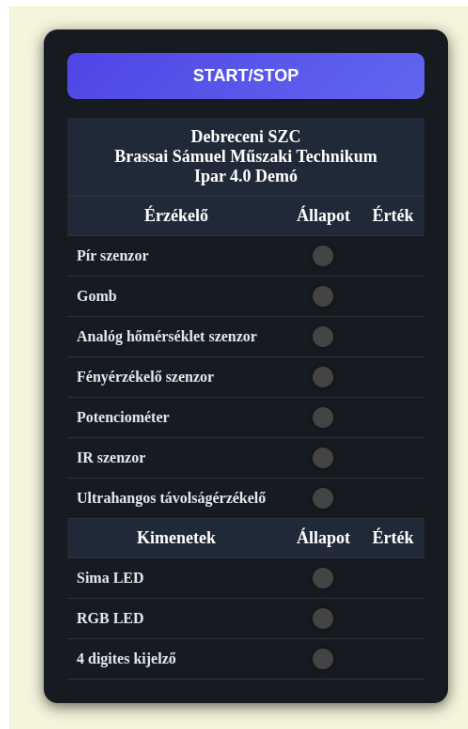 START/STOP
Debreceni SZC
Brassai Sámuel Műszaki Technikum
Ipar 4.0 Demó
Érzékelő Állapot Érték
Pír szenzor
Gomb
Analóg hőmérséklet szenzor
Fényérzékelő szenzor
Potenciométer
IR szenzor
Ultrahangos távolságérzékelő
Kimenetek Állapot Érték
Sima LED
RGB LED
4 digites kijelző